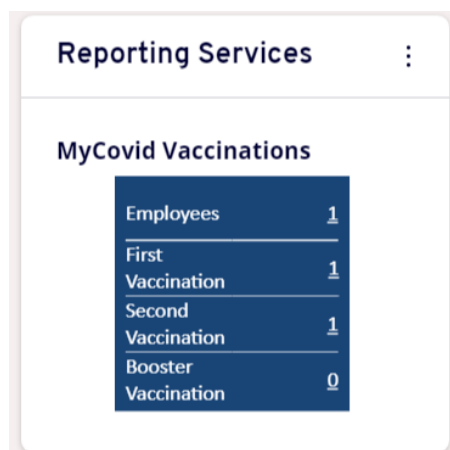 Reporting Services
MyCovid Vaccinations
Employees 1
First
Vaccination 1
Second
Vaccination 1
Booster
Vaccination 0